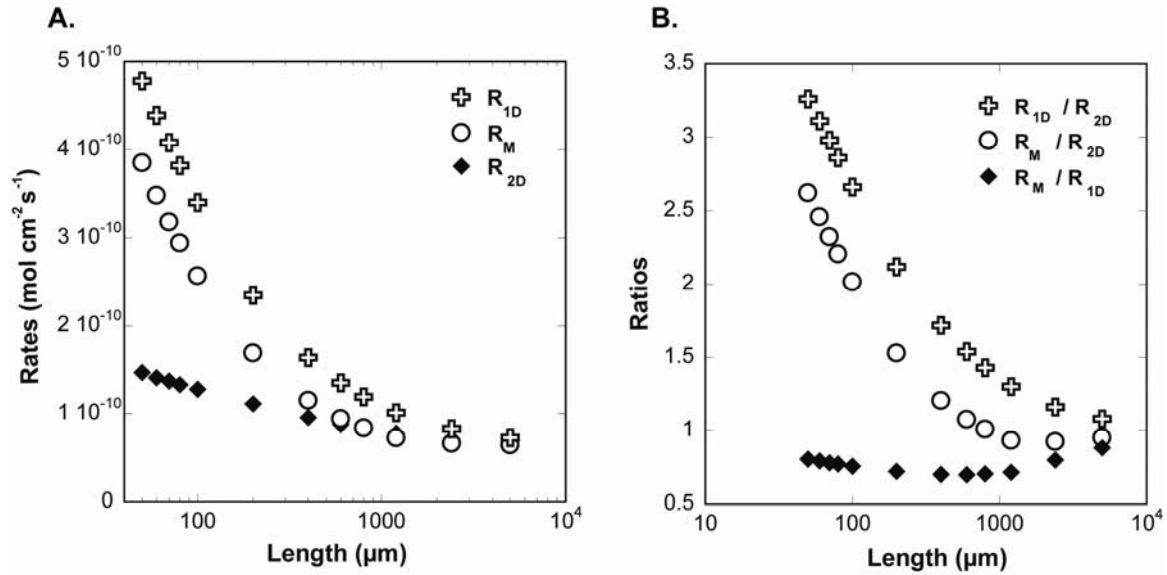 A.
5 10⁻¹⁰
4 10⁻¹⁰
3 10⁻¹⁰
2 10⁻¹⁰
1 10⁻¹⁰
0
100
1000
10⁴
Rates (mol cm⁻² s⁻¹)
Length (µm)
R1D
RM
R2D
B.
3.5
3
2.5
2
1.5
1
0.5
10
100
1000
10⁴
Ratios
Length (µm)
R1D / R2D
RM / R2D
RM / R1D